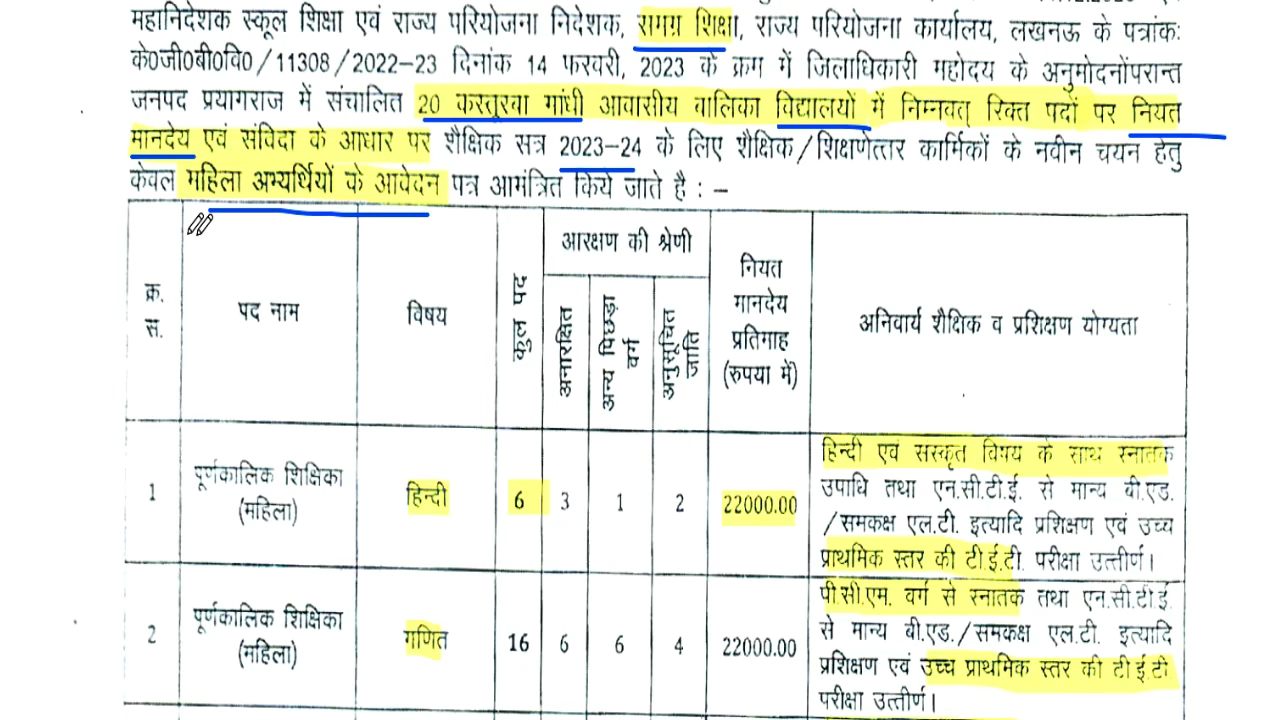 महानिदेशक स्कूल शिक्षा एवं राज्य परियोजना निदेशक, समग्र शिक्षा, राज्य परियोजना कार्यालय, लखनऊ के पत्रांकः
के0जी0बी0वि0/11308/2022-23 दिनांक 14 फरवरी, 2023 के क्रम में जिलाधिकारी महोदय के अनुमोदनोंपरान्त
जनपद प्रयागराज में संचालित 20 कस्तूरबा गांधी आवासीय बालिका विद्यालयों में निम्नवत् रिक्त पदों पर नियत
मानदेय एवं संविदा के आधार पर शैक्षिक सत्र 2023-24 के लिए शैक्षिक/शिक्षणेत्तर कार्मिकों के नवीन चयन हेतु
केवल महिला अभ्यर्थियों के आवेदन पत्र आमंत्रित किये जाते है : –
क्र. स.
पद नाम
विषय
कुल पद
आरक्षण की श्रेणी
अनारक्षित
अन्य पिछड़ा वर्ग
अनुसूचित जाति
नियत
मानदेय
प्रतिमाह
(रुपया में)
अनिवार्य शैक्षिक व प्रशिक्षण योग्यता
1
पूर्णकालिक शिक्षिका
(महिला)
हिन्दी
6
3
1
2
22000.00
हिन्दी एवं संस्कृत विषय के साथ स्नातक
उपाधि तथा एन.सी.टी.ई. से मान्य बी.एड.
/समकक्ष एल.टी. इत्यादि प्रशिक्षण एवं उच्च
प्राथमिक स्तर की टी.ई.टी. परीक्षा उत्तीर्ण।
2
पूर्णकालिक शिक्षिका
(महिला)
गणित
16
6
6
4
22000.00
पी.सी.एम. वर्ग से स्नातक तथा एन.सी.टी.ई.
से मान्य बी.एड./समकक्ष एल.टी. इत्यादि
प्रशिक्षण एवं उच्च प्राथमिक स्तर की टी.ई.टी
परीक्षा उत्तीर्ण।